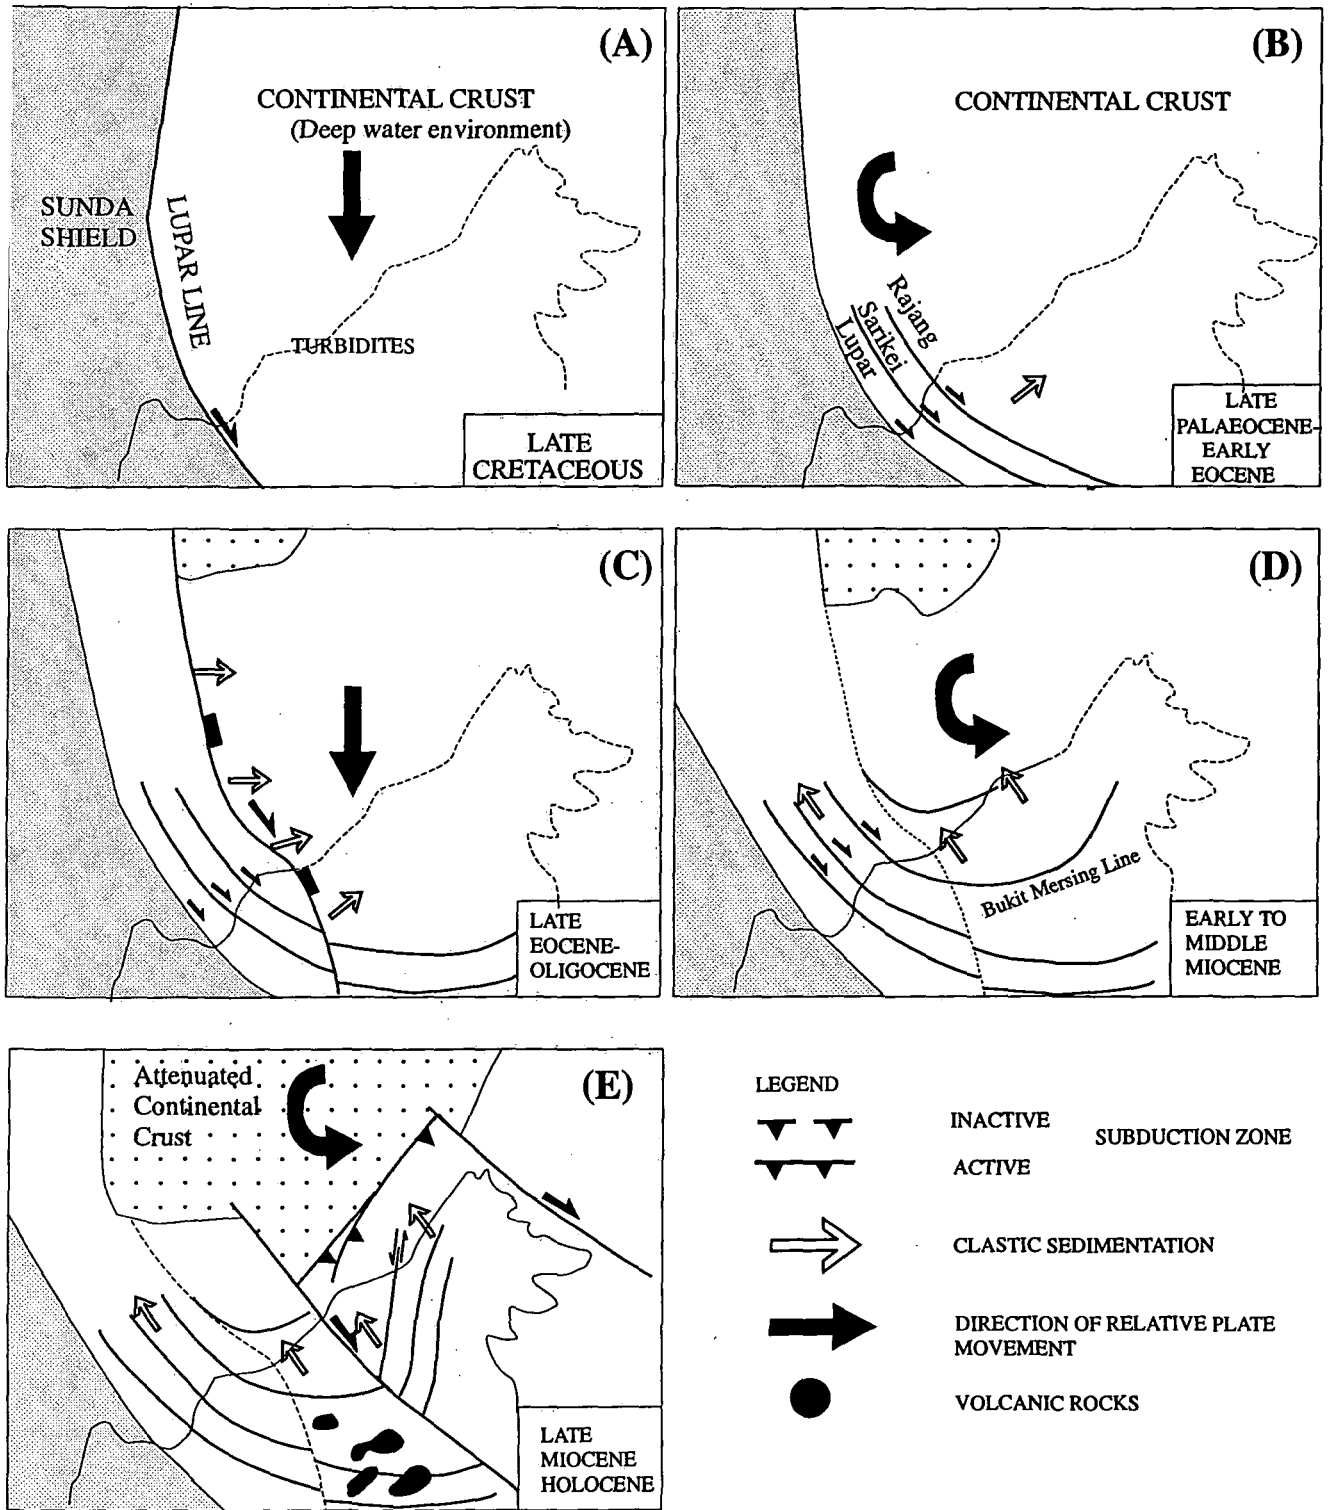 (A)
CONTINENTAL CRUST
(Deep water environment)
SUNDA
SHIELD
LUPAR LINE
TURBIDITES
LATE
CRETACEOUS
(B)
CONTINENTAL CRUST
Rajang
Sarikei
Lupar
LATE
PALAEOCENE-
EARLY
EOCENE
(C)
LATE
EOCENE-
OLIGOCENE
(D)
Bukit Mersing Line
EARLY TO
MIDDLE
MIOCENE
(E)
Attenuated
Continental
Crust
LATE
MIOCENE
HOLOCENE
LEGEND
INACTIVE
SUBDUCTION ZONE
ACTIVE
CLASTIC SEDIMENTATION
DIRECTION OF RELATIVE PLATE
MOVEMENT
VOLCANIC ROCKS